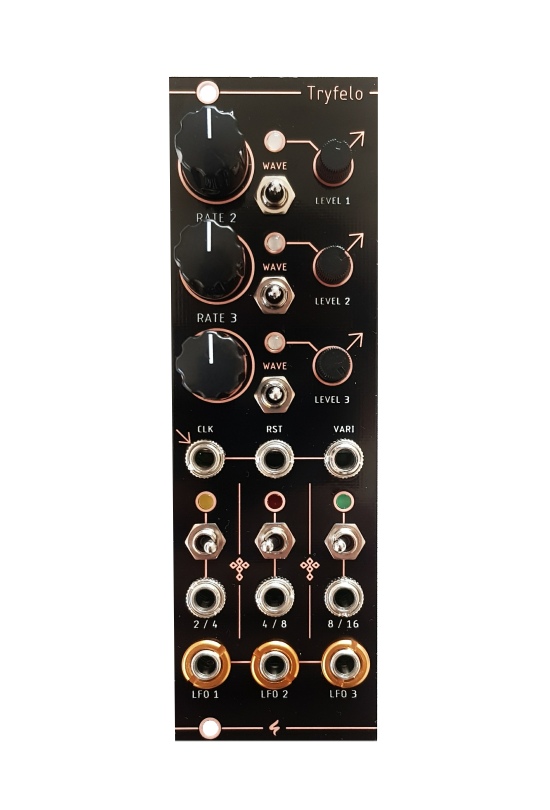 Tryfelo
WAVE
LEVEL 1
RATE 2
WAVE
LEVEL 2
RATE 3
WAVE
LEVEL 3
CLK RST VARI
2/4 4/8 8/16
LFO 1 LFO 2 LFO 3